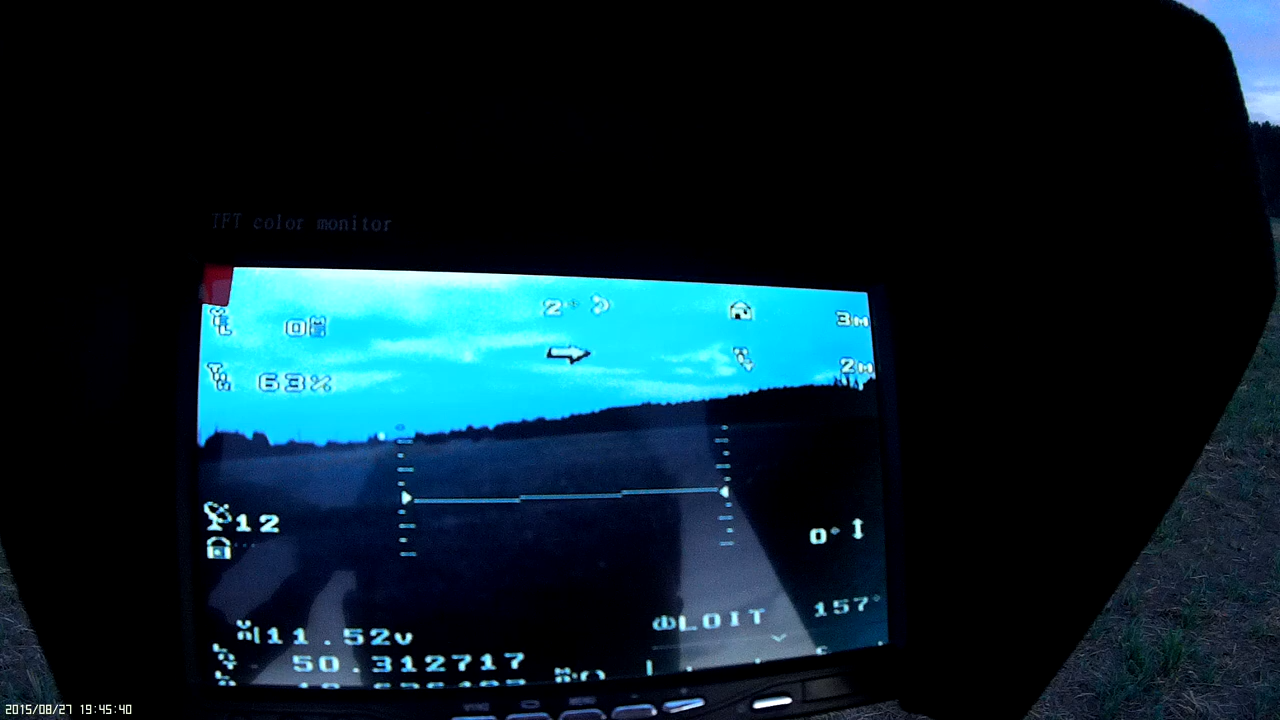 TFT color monitor
2°
0
3M
63%
2M
12
0°
LOIT
157°
11.52v
50.312717
2015/08/27 19:45:40